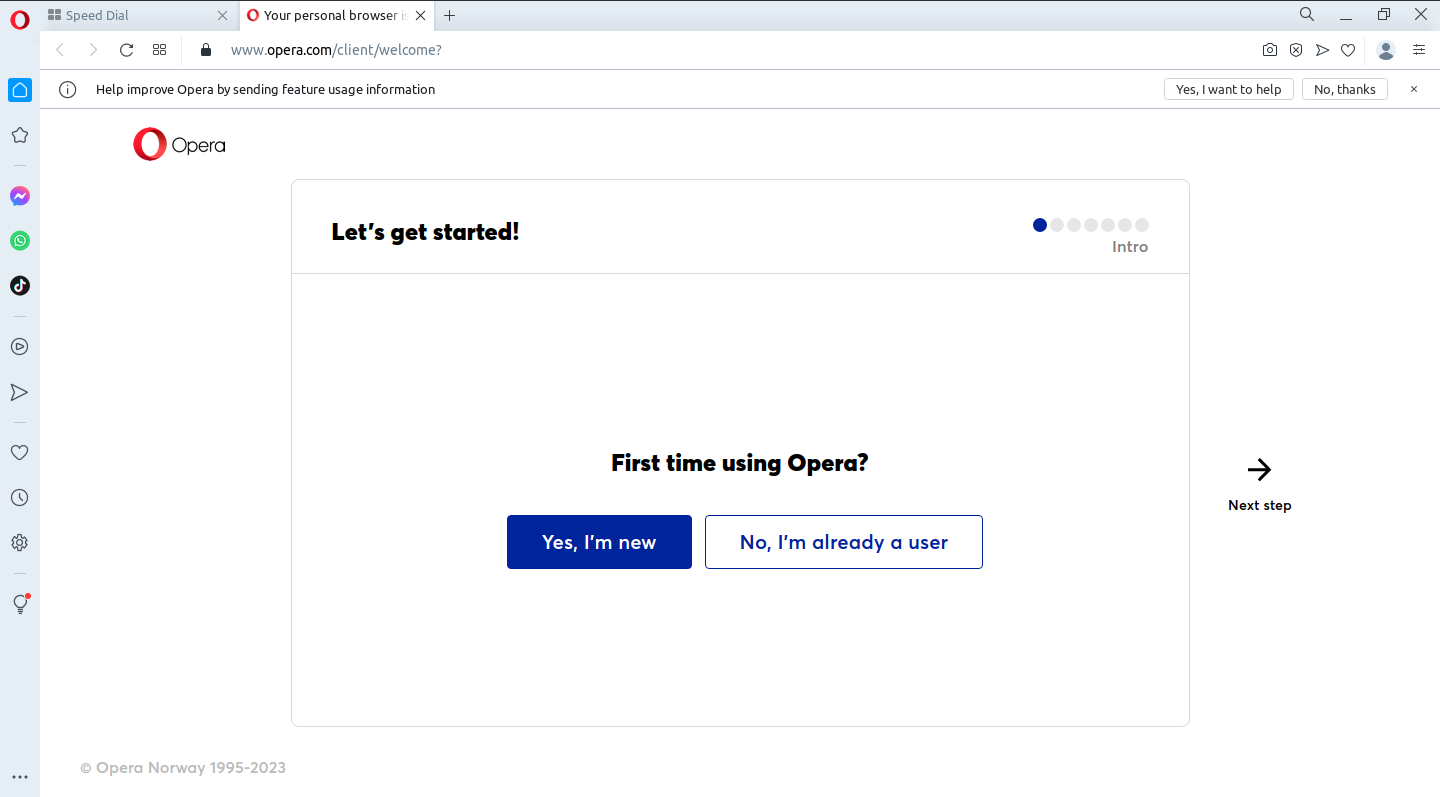 Speed Dial
Your personal browser is
www.opera.com/client/welcome?
Help improve Opera by sending feature usage information
Yes, I want to help
No, thanks
Opera
Let's get started!
Intro
First time using Opera?
Yes, I'm new
No, I'm already a user
Next step
© Opera Norway 1995-2023